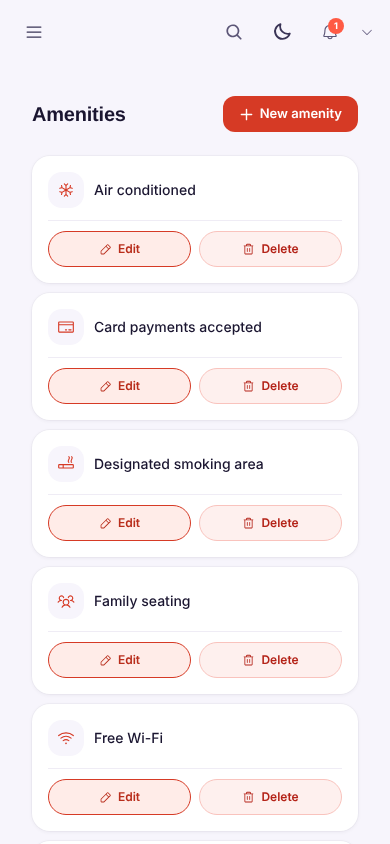 1
Amenities
New amenity
Air conditioned
Edit Delete
Card payments accepted
Edit Delete
Designated smoking area
Edit Delete
Family seating
Edit Delete
Free Wi-Fi
Edit Delete